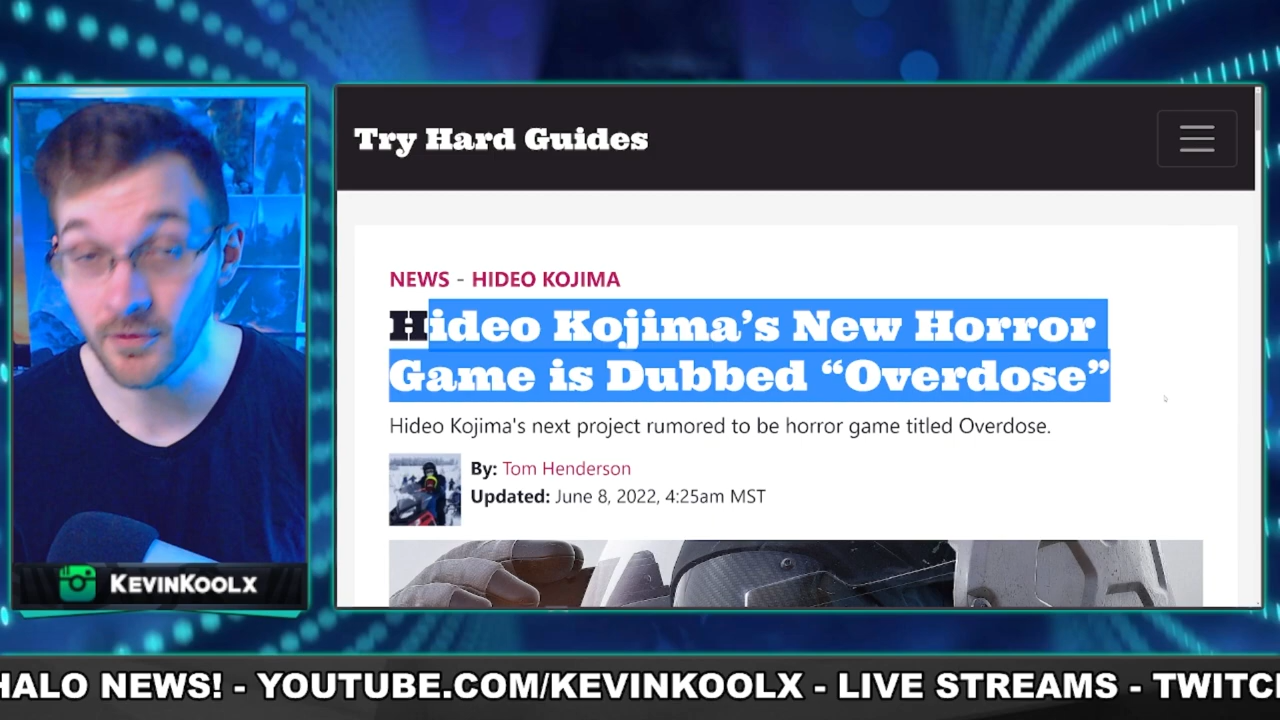 Try Hard Guides
NEWS - HIDEO KOJIMA
Hideo Kojima’s New Horror
Game is Dubbed “Overdose”
Hideo Kojima's next project rumored to be horror game titled Overdose.
By: Tom Henderson
Updated: June 8, 2022, 4:25am MST
KEVINKOOLX
HALO NEWS! - YOUTUBE.COM/KEVINKOOLX - LIVE STREAMS - TWITC